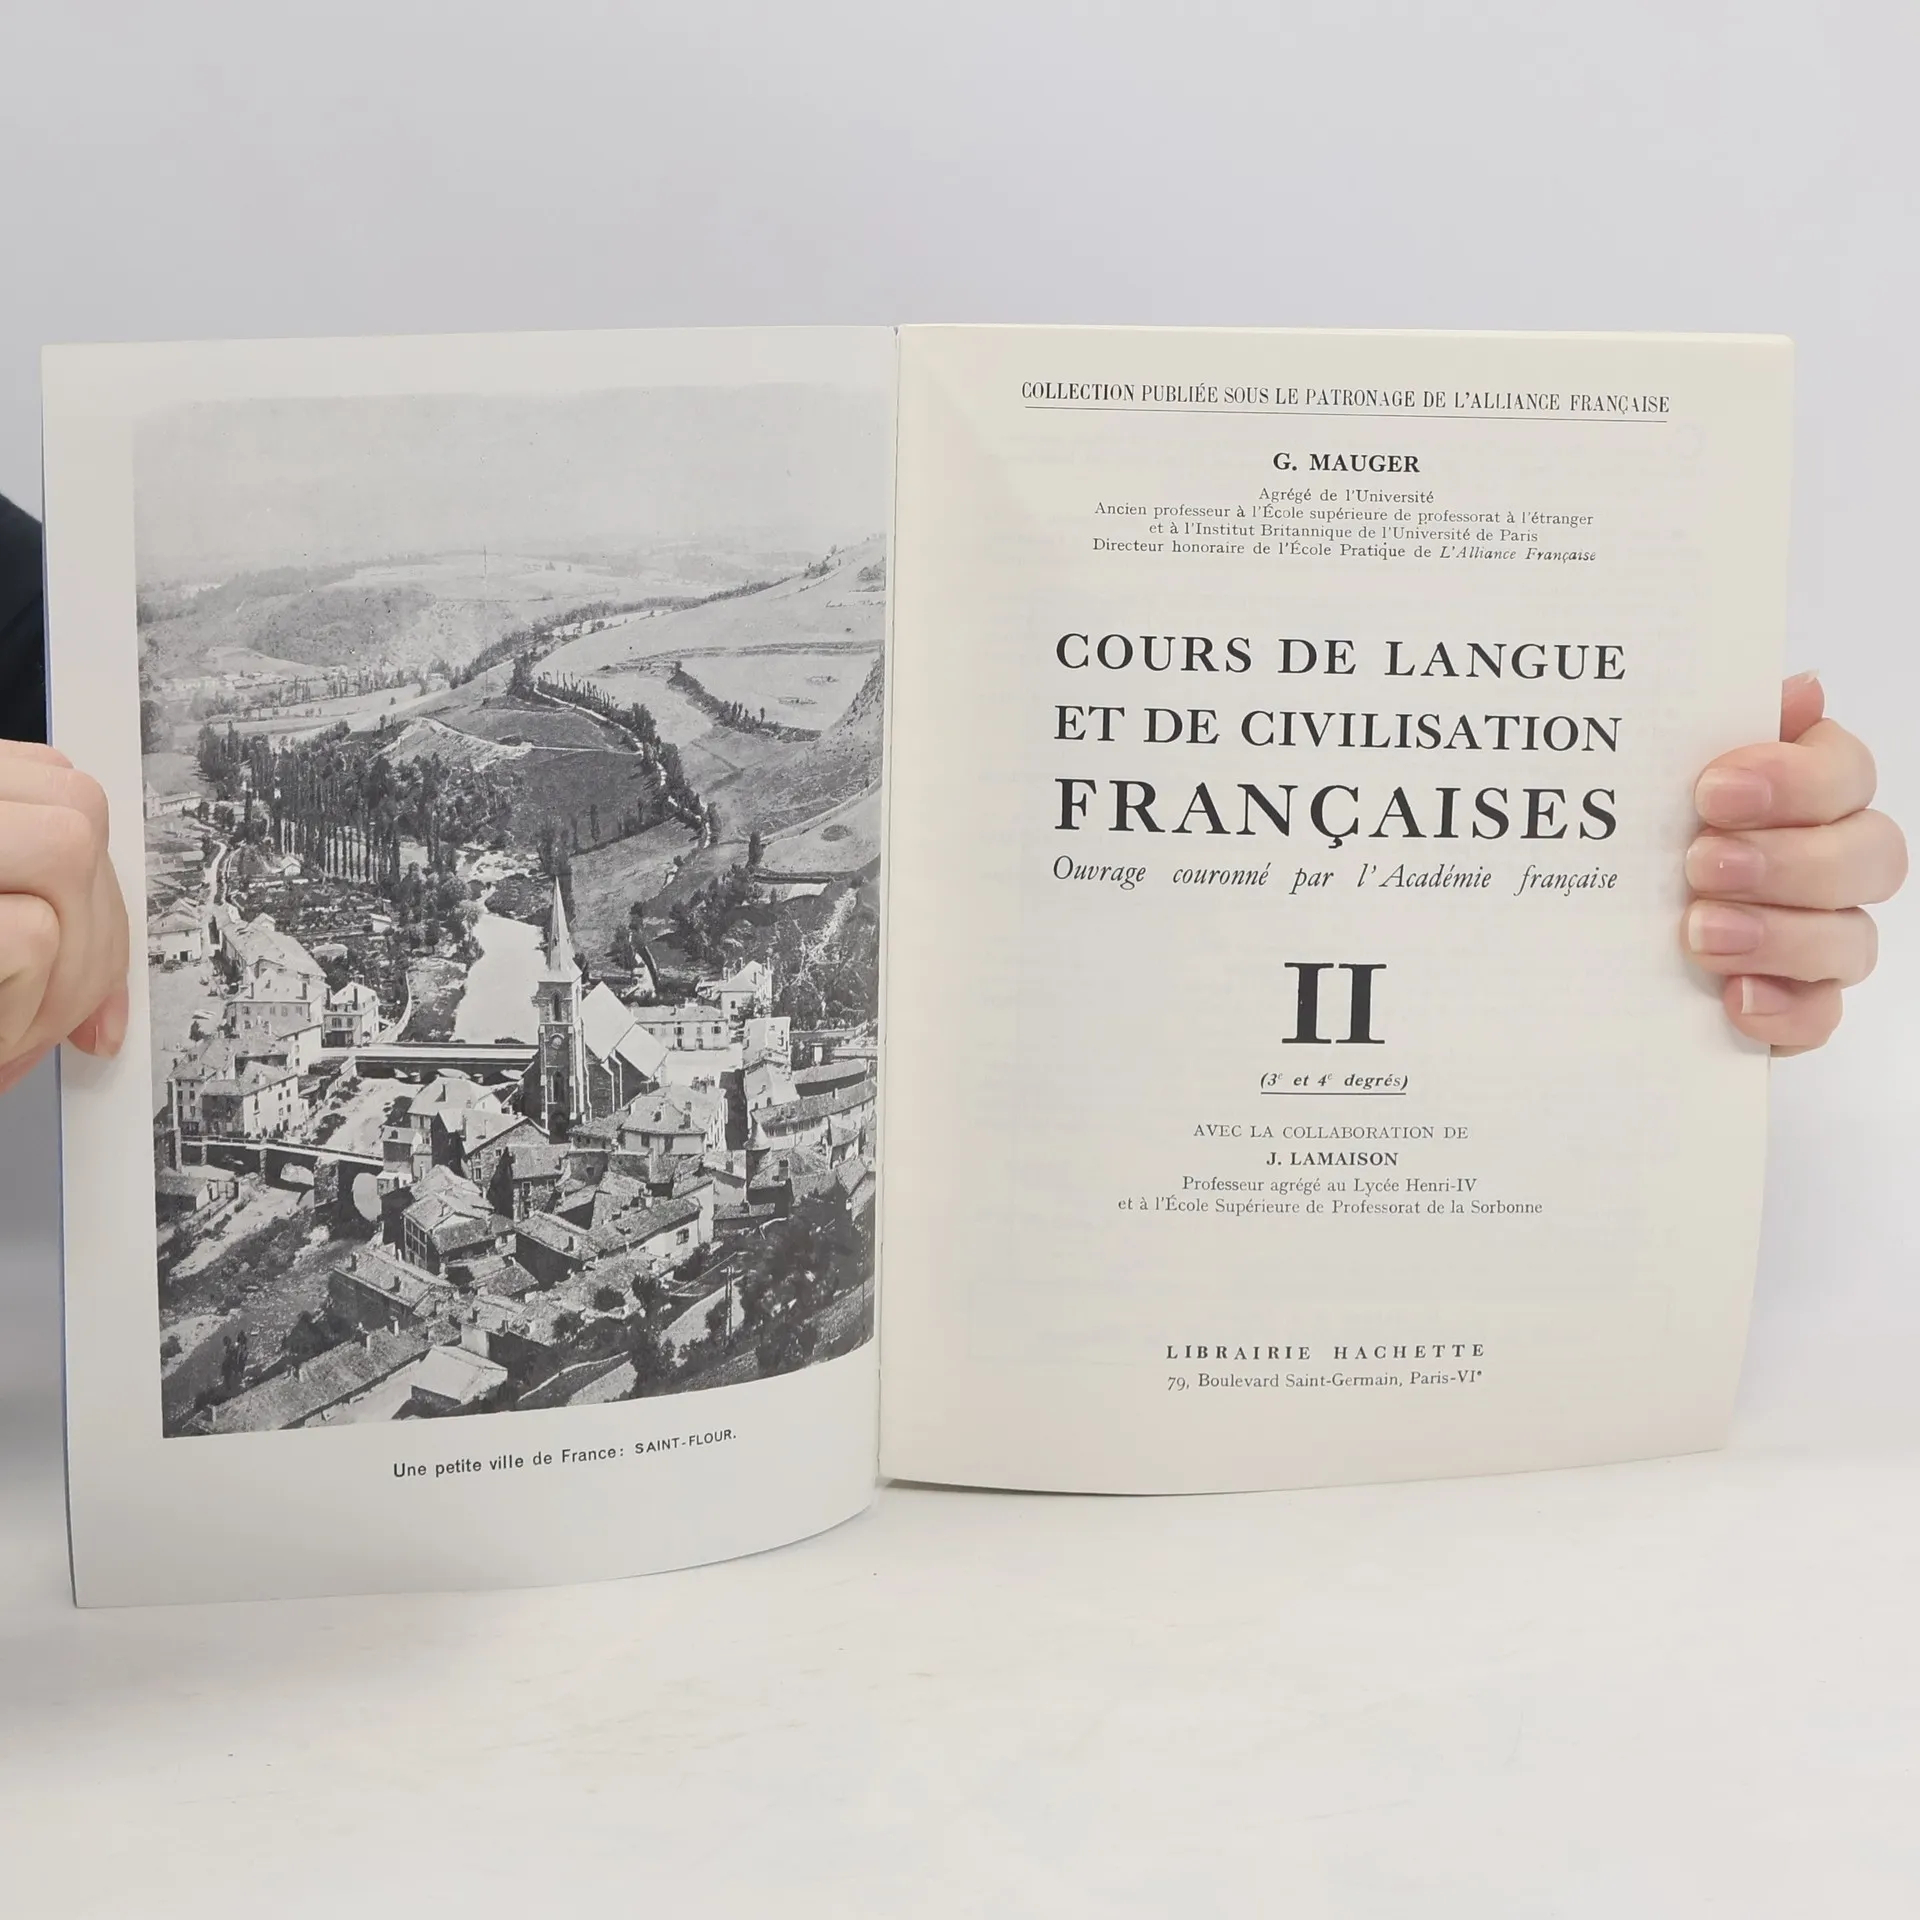 Une petite ville de France: SAINT-FLOUR.
COLLECTION PUBLIÉE SOUS LE PATRONAGE DE L'ALLIANCE FRANÇAISE
G. MAUGER
Agrégé de l'Université
Ancien professeur à l'École supérieure de professorat à l'étranger
et à l'Institut Britannique de l'Université de Paris
Directeur honoraire de l'École Pratique de L'Alliance Française
COURS DE LANGUE
ET DE CIVILISATION
FRANÇAISES
Ouvrage couronné par l'Académie française
II
(3e et 4e degrés)
AVEC LA COLLABORATION DE
J. LAMAISON
Professeur agrégé au Lycée Henri-IV
et à l'École Supérieure de Professorat de la Sorbonne
LIBRAIRIE HACHETTE
79, Boulevard Saint-Germain, Paris-VIe